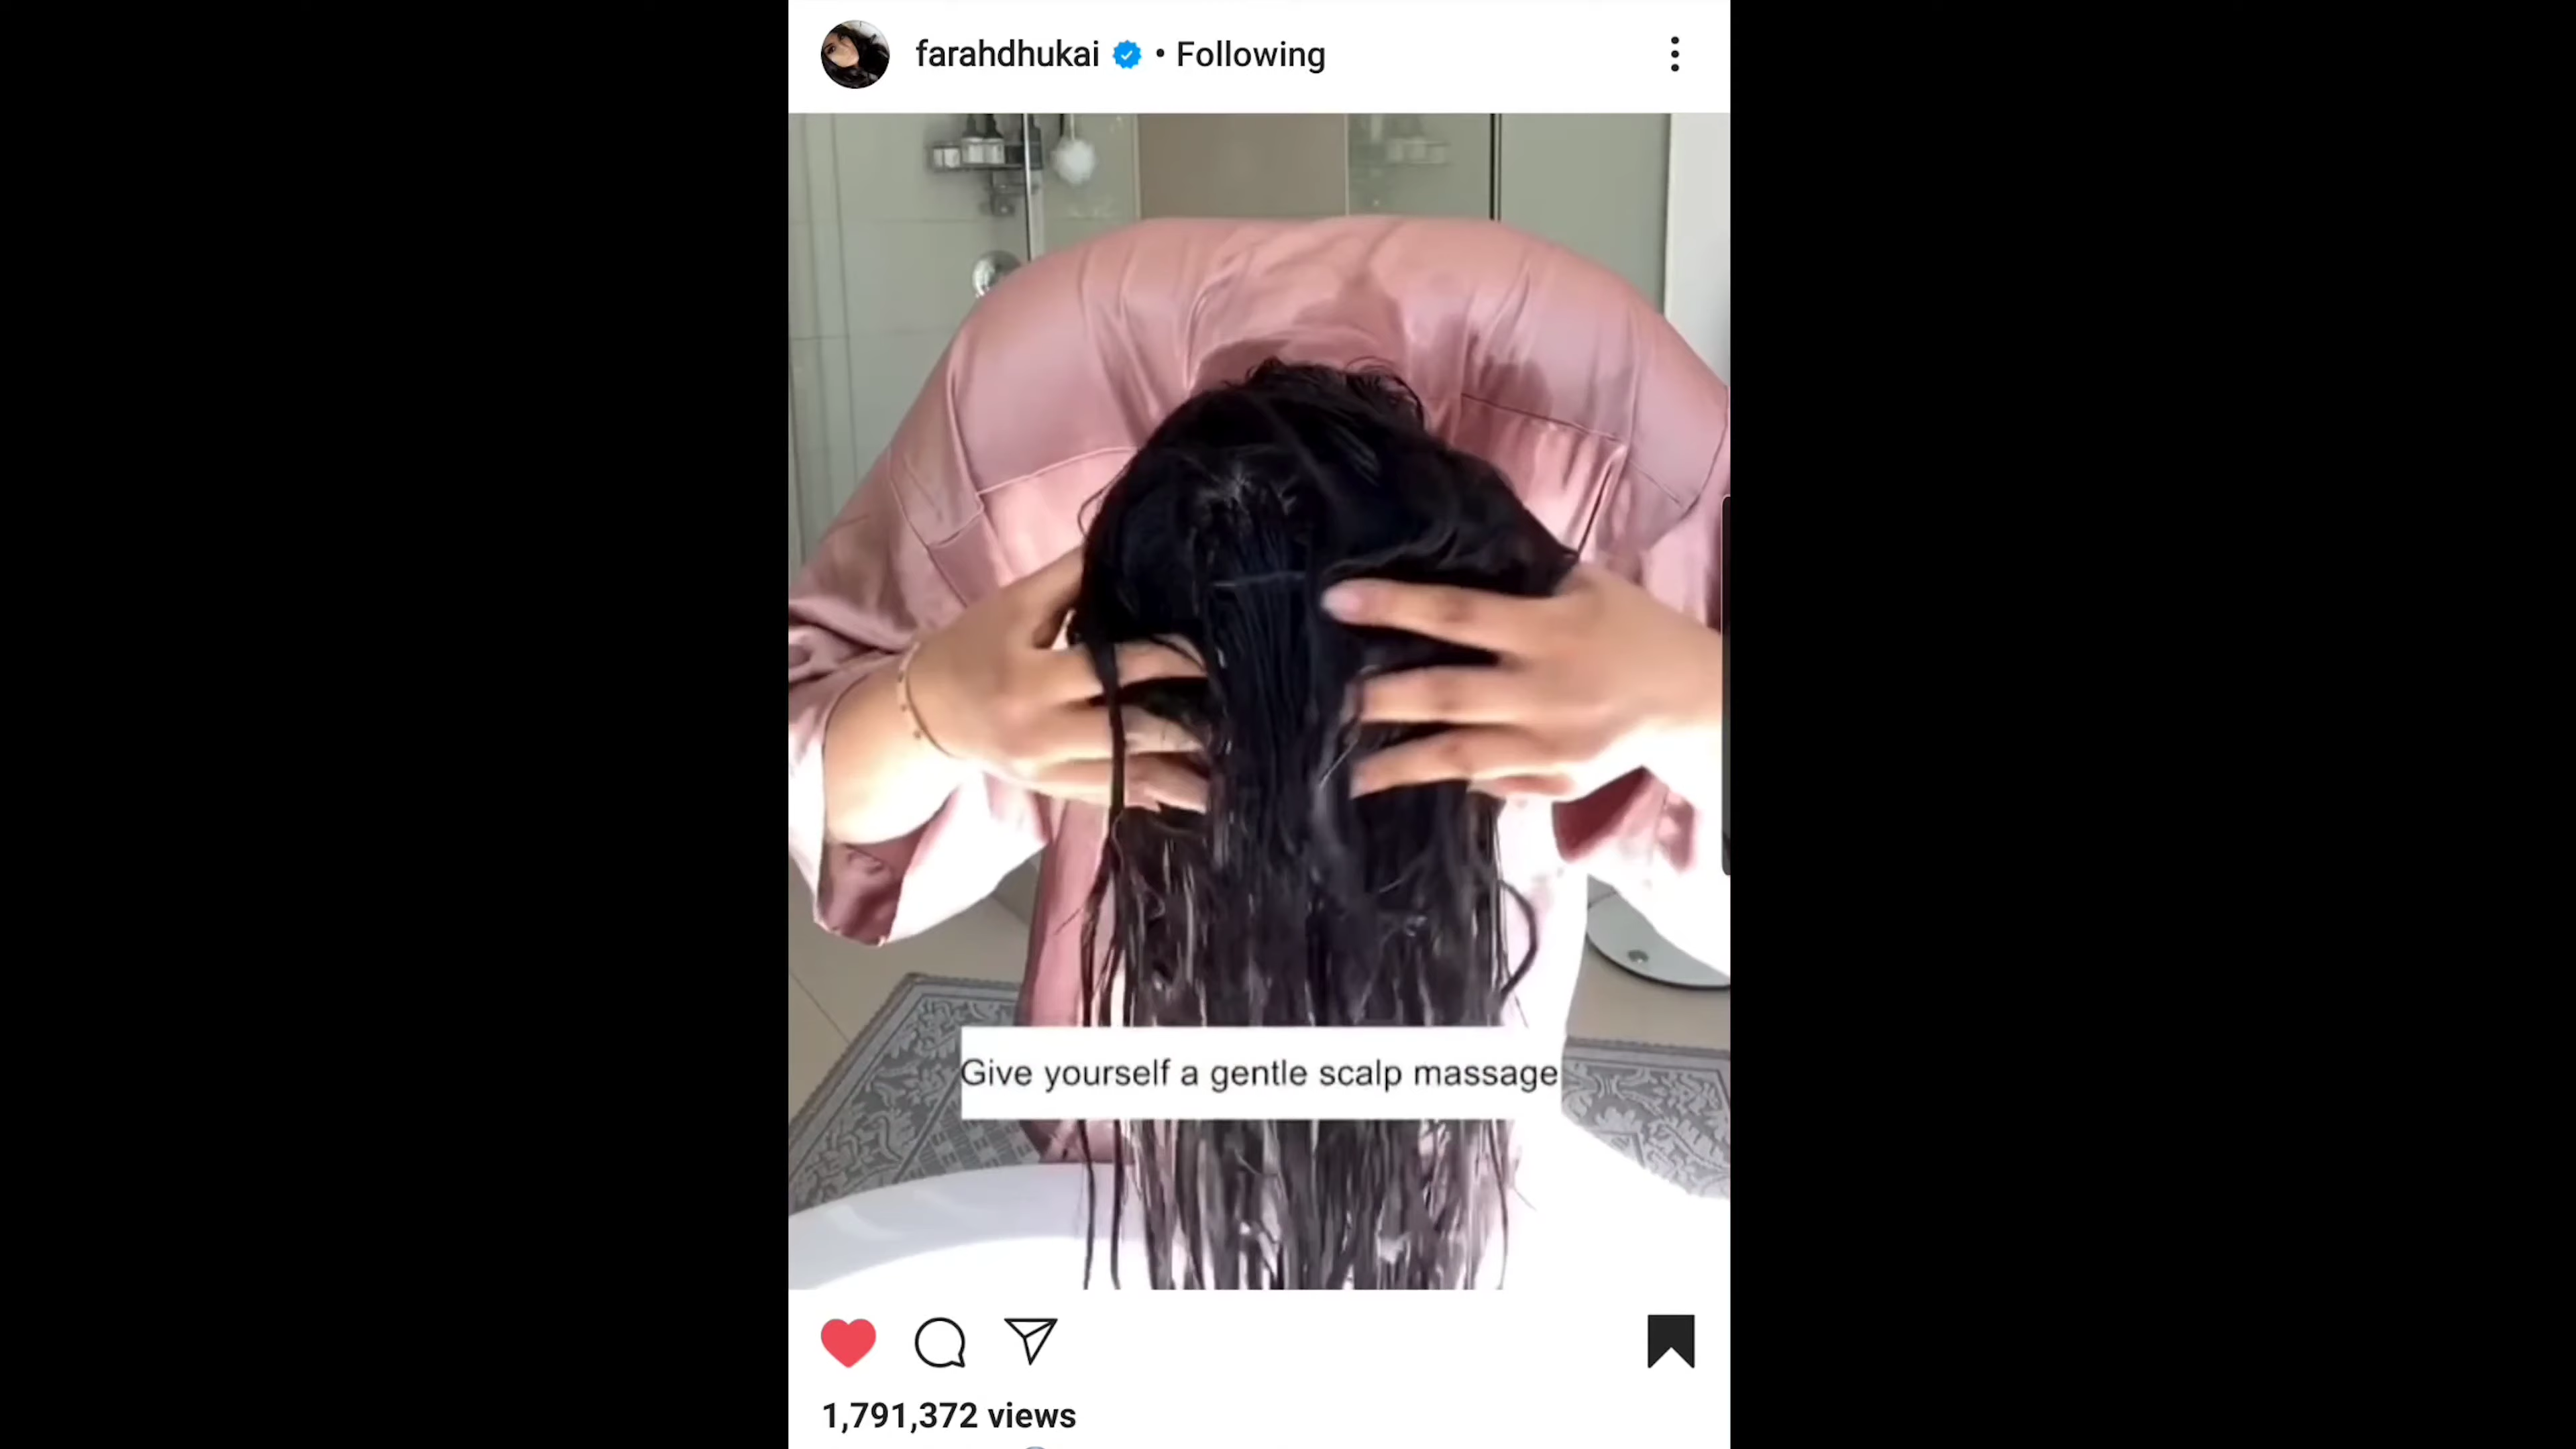 farahdhukai • Following
Give yourself a gentle scalp massage
1,791,372 views